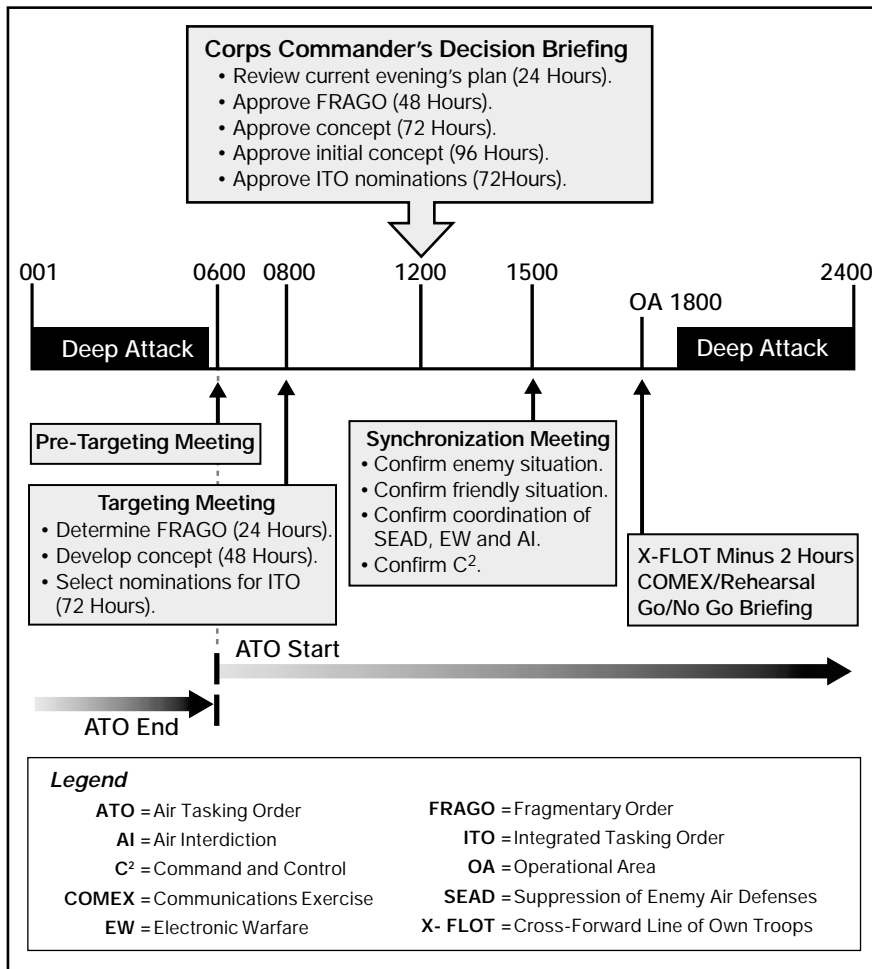 Corps Commander's Decision Briefing
• Review current evening's plan (24 Hours).
• Approve FRAGO (48 Hours).
• Approve concept (72 Hours).
• Approve initial concept (96 Hours).
• Approve ITO nominations (72Hours).
001 0600 0800 1200 1500 OA 1800 2400
Deep Attack Deep Attack
Pre-Targeting Meeting
Targeting Meeting
• Determine FRAGO (24 Hours).
• Develop concept (48 Hours).
• Select nominations for ITO
(72 Hours).
Synchronization Meeting
• Confirm enemy situation.
• Confirm friendly situation.
• Confirm coordination of
SEAD, EW and AI.
• Confirm C².
X-FLOT Minus 2 Hours
COMEX/Rehearsal
Go/No Go Briefing
ATO Start
ATO End
Legend
ATO = Air Tasking Order
AI = Air Interdiction
C² = Command and Control
COMEX = Communications Exercise
EW = Electronic Warfare
FRAGO = Fragmentary Order
ITO = Integrated Tasking Order
OA = Operational Area
SEAD = Suppression of Enemy Air Defenses
X- FLOT = Cross-Forward Line of Own Troops